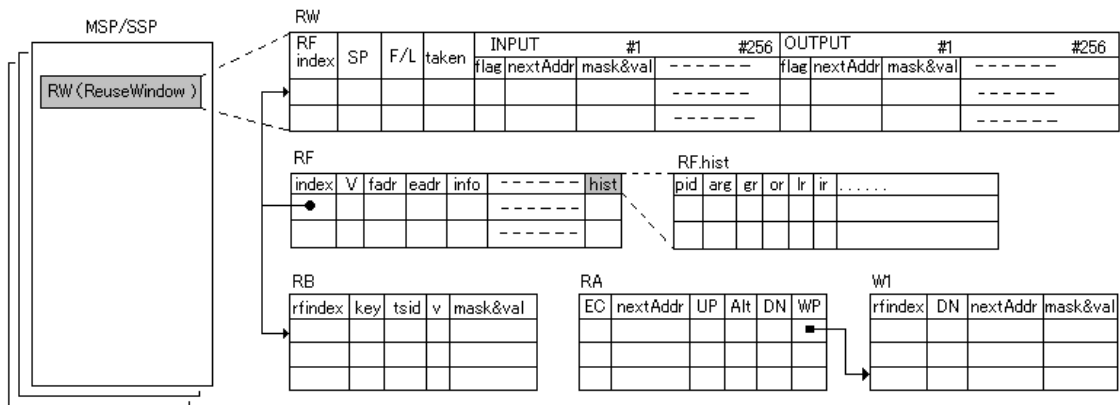 MSP/SSP
RW(ReuseWindow)
RW
RF index SP F/L taken INPUT #1 #256 OUTPUT #1 #256
flag nextAddr mask&val flag nextAddr mask&val
RF
index V fadr eadr info hist
RF.hist
pid arg gr or lr ir ......
RB
rfindex key tsid v mask&val
RA
EC nextAddr UP Alt DN WP
W1
rfindex DN nextAddr mask&val